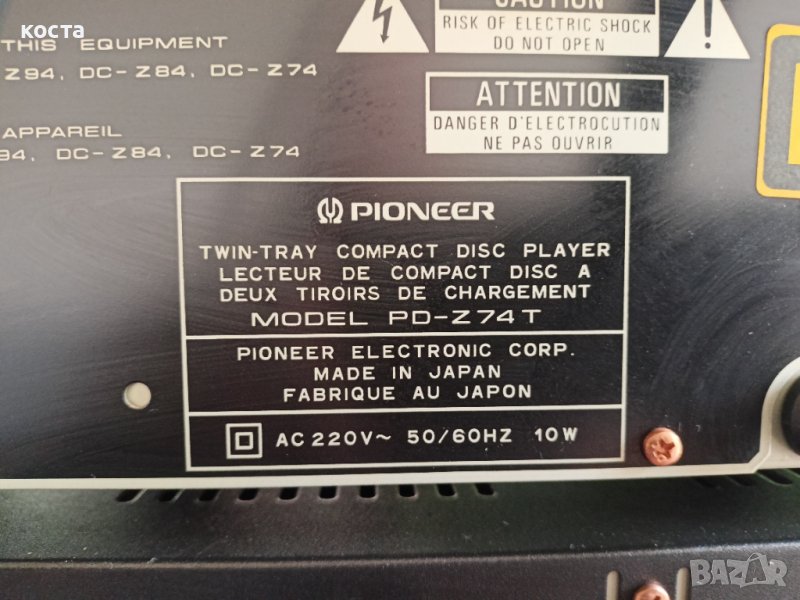 коста
THIS EQUIPMENT
Z94, DC-Z84, DC-Z74
APPAREIL
94, DC-Z84, DC-Z74
CAUTION
RISK OF ELECTRIC SHOCK
DO NOT OPEN
ATTENTION
DANGER D'ELECTROCUTION
NE PAS OUVRIR
PIONEER
TWIN-TRAY COMPACT DISC PLAYER
LECTEUR DE COMPACT DISC A
DEUX TIROIRS DE CHARGEMENT
MODEL PD-Z74T
PIONEER ELECTRONIC CORP.
MADE IN JAPAN
FABRIQUE AU JAPON
AC 220V~ 50/60HZ 10W
BAZAR